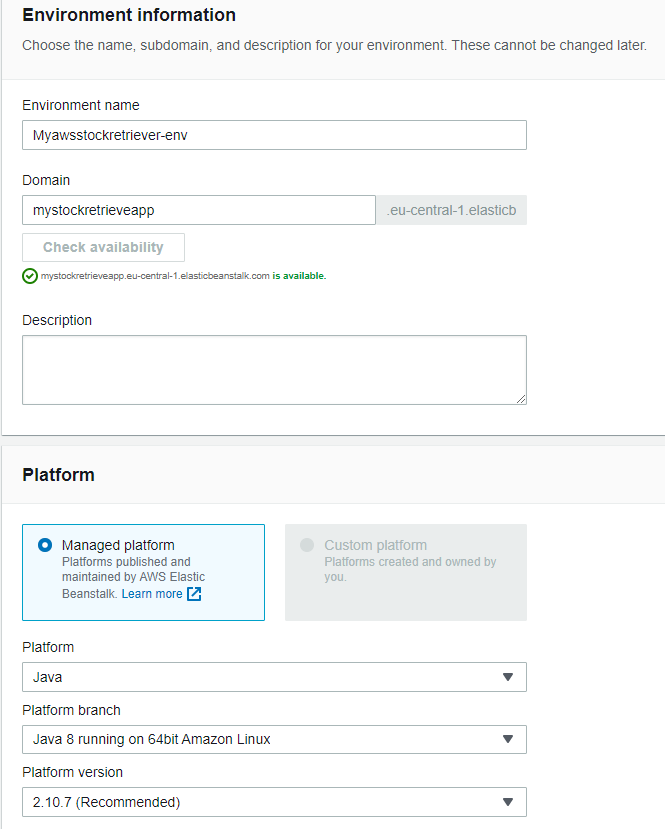 Environment information
Choose the name, subdomain, and description for your environment. These cannot be changed later.
Environment name
Myawsstockretriever-env
Domain
mystockretrieveapp .eu-central-1.elasticb
Check availability
mystockretrieveapp.eu-central-1.elasticbeanstalk.com is available.
Description
Platform
Managed platform
Platforms published and
maintained by AWS Elastic
Beanstalk. Learn more
Custom platform
Platforms created and owned by
you.
Platform
Java
Platform branch
Java 8 running on 64bit Amazon Linux
Platform version
2.10.7 (Recommended)